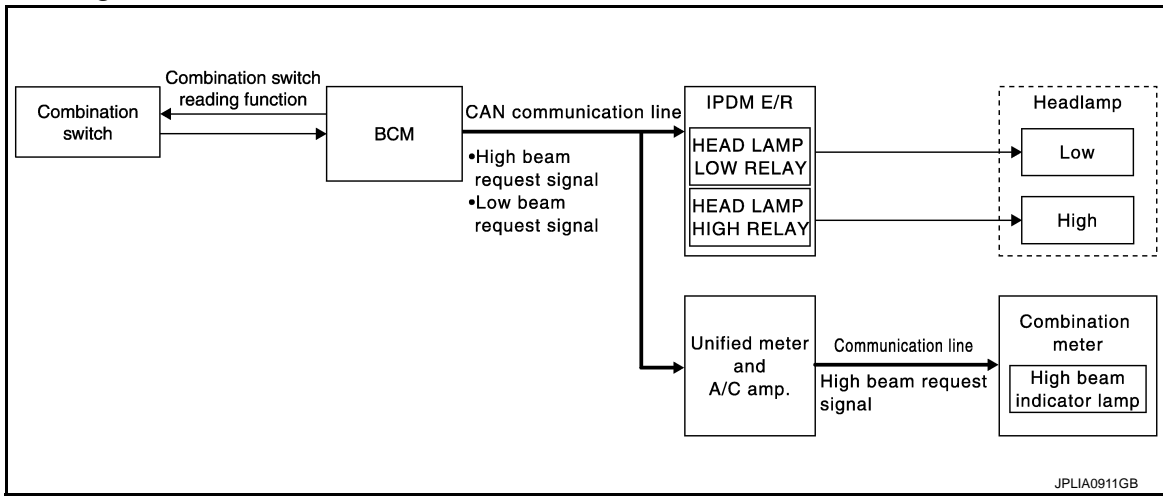 Combination
switch
Combination switch
reading function
BCM
CAN communication line
•High beam
request signal
•Low beam
request signal
IPDM E/R
HEAD LAMP
LOW RELAY
HEAD LAMP
HIGH RELAY
Headlamp
Low
High
Unified meter
and
A/C amp.
Communication line
High beam request
signal
Combination
meter
High beam
indicator lamp
JPLIA0911GB